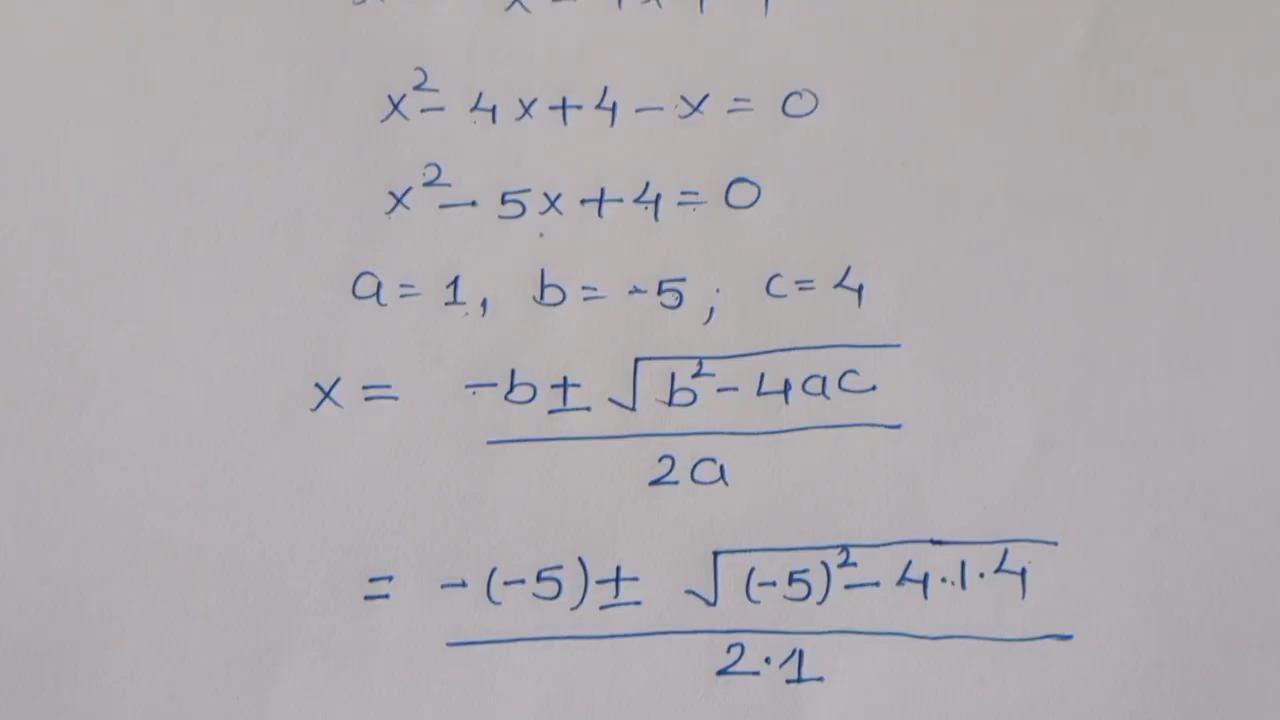 x² - 4x + 4 - x = 0
x² - 5x + 4 = 0
a = 1, b = -5; c = 4
x = (-b ± √(b² - 4ac)) / 2a
= (-(-5) ± √((-5)² - 4·1·4)) / 2·1